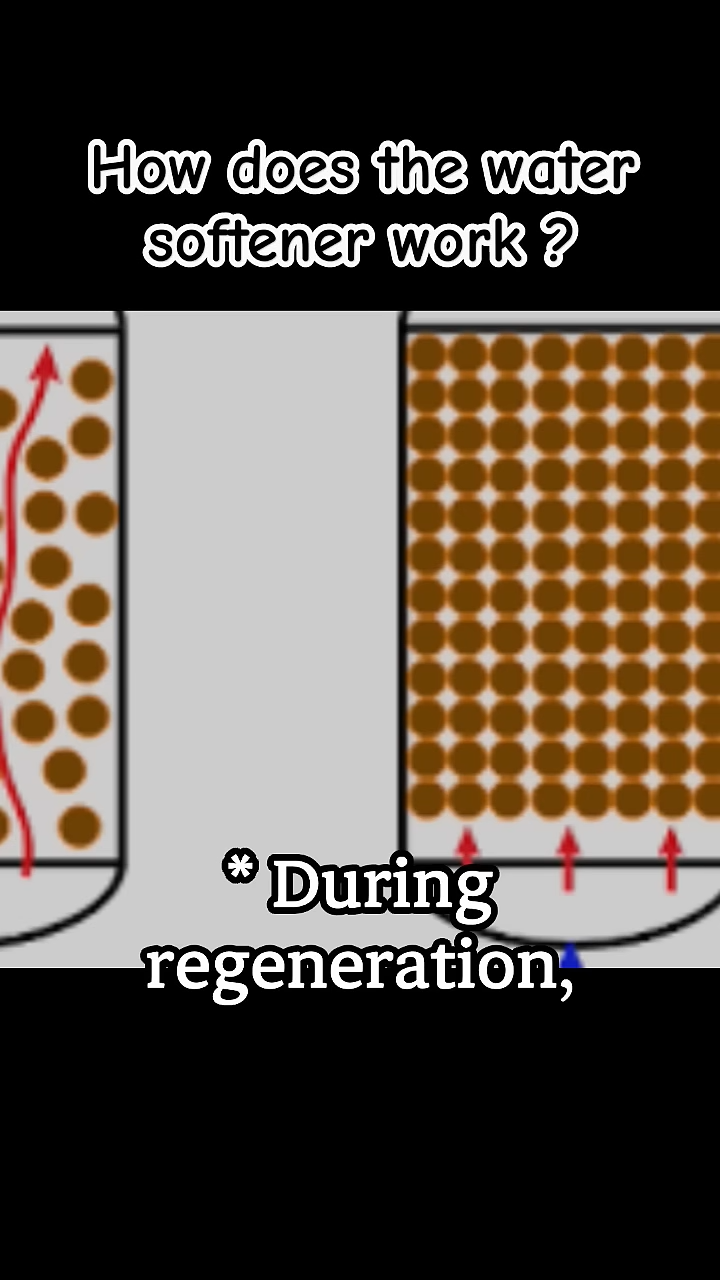 How does the water
softener work ?
* During
regeneration,